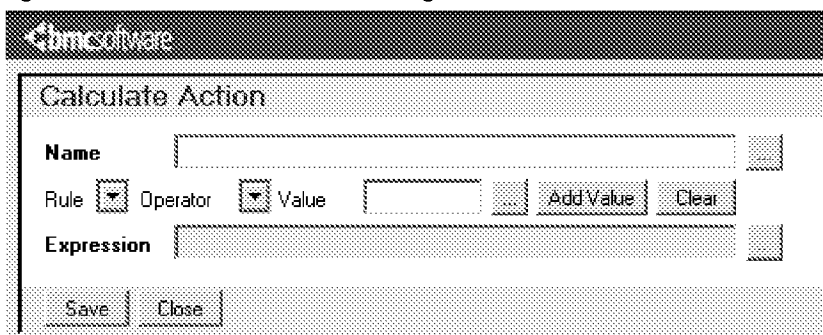 bmcsoftware
Calculate Action
Name ...
Rule Operator Value ... Add Value Clear
Expression ...
Save Close